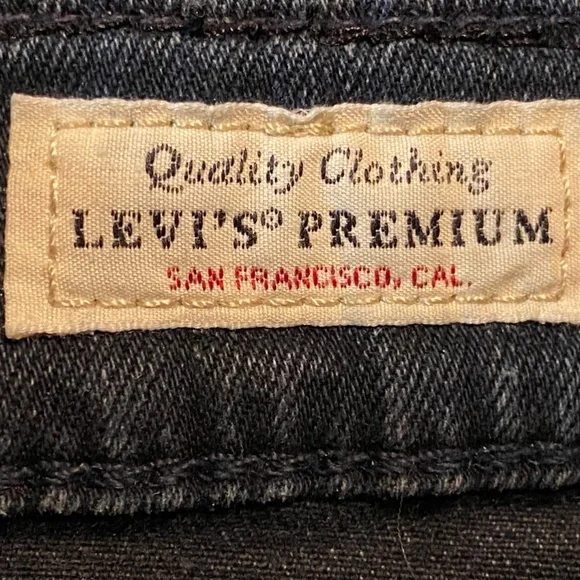 Quality Clothing
LEVI'S® PREMIUM
SAN FRANCISCO, CAL.